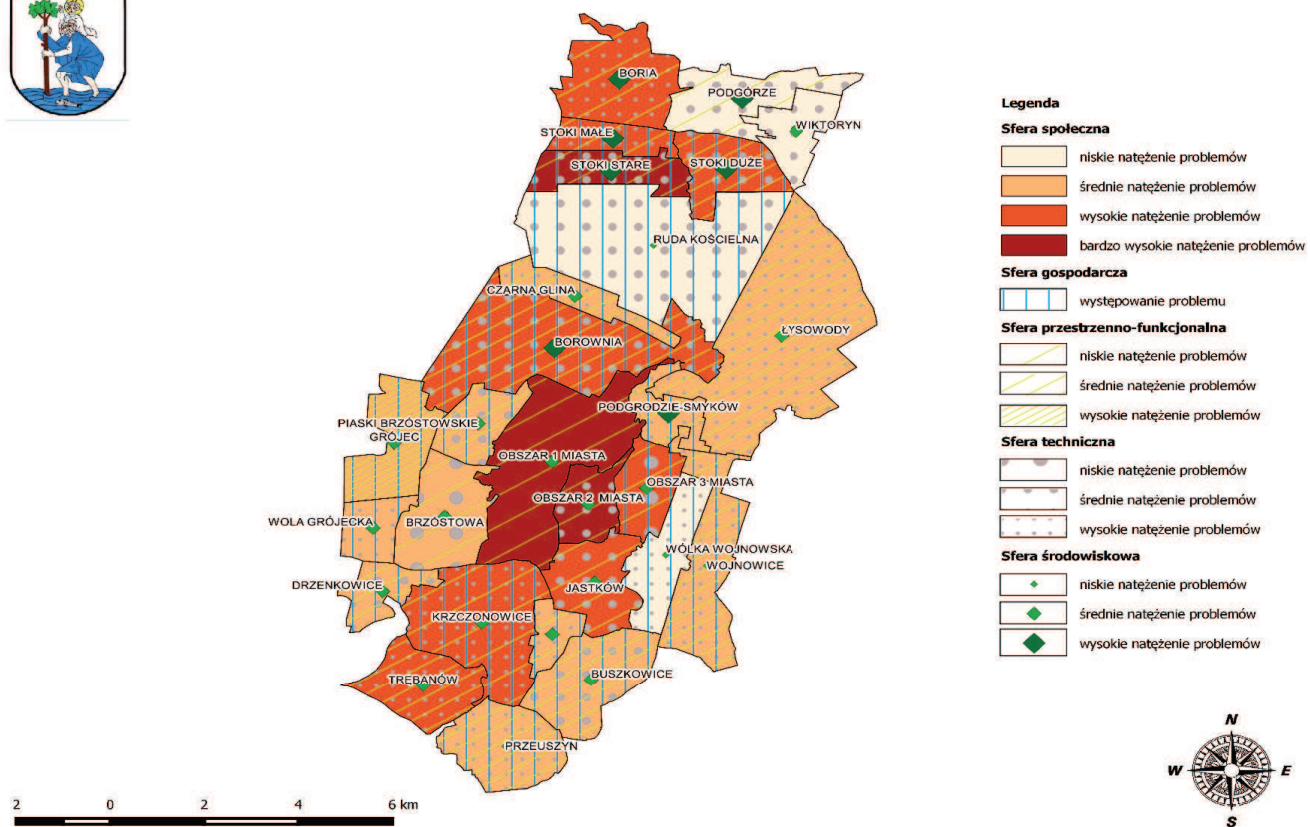 BORIA
PODGÓRZE
WIKTORYN
STOKI MAŁE
STOKI STARE
STOKI DUŻE
RUDA KOŚCIELNA
CZARNA GLINA
ŁYSOWODY
BOROWNIA
PODGRODZIE-SMYKÓW
PIASKI BRZÓSTOWSKIE
GRÓJEC
OBSZAR 1 MIASTA
OBSZAR 3 MIASTA
OBSZAR 2 MIASTA
WOLA GRÓJECKA
BRZÓSTOWA
WÓLKA WOJNOWSKA
WOJNOWICE
DRZENKOWICE
JASTKÓW
KRZCZONOWICE
BUSZKOWICE
TRĘBANÓW
PRZEUSZYN
2 0 2 4 6 km
Legenda
Sfera społeczna
niskie natężenie problemów
średnie natężenie problemów
wysokie natężenie problemów
bardzo wysokie natężenie problemów
Sfera gospodarcza
występowanie problemu
Sfera przestrzenno-funkcjonalna
niskie natężenie problemów
średnie natężenie problemów
wysokie natężenie problemów
Sfera techniczna
niskie natężenie problemów
średnie natężenie problemów
wysokie natężenie problemów
Sfera środowiskowa
niskie natężenie problemów
średnie natężenie problemów
wysokie natężenie problemów
N
W E
S